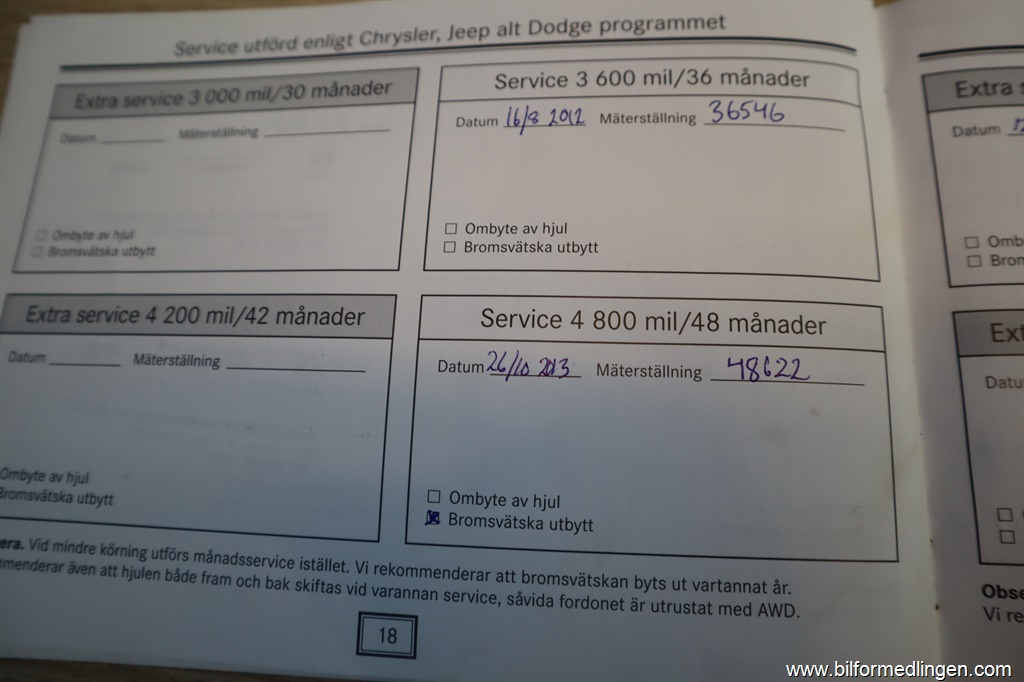 Service utförd enligt Chrysler, Jeep alt Dodge programmet
Extra service 3 000 mil/30 månader
Datum Mäterställning
Ombyte av hjul
Bromsvätska utbytt
Service 3 600 mil/36 månader
Datum 16/8 2012 Mäterställning 36546
Ombyte av hjul
Bromsvätska utbytt
Extra service 4 200 mil/42 månader
Datum Mäterställning
Ombyte av hjul
Bromsvätska utbytt
Service 4 800 mil/48 månader
Datum 26/10 2013 Mäterställning 48622
Ombyte av hjul
Bromsvätska utbytt
era. Vid mindre körning utförs månadsservice istället. Vi rekommenderar att bromsvätskan byts ut vartannat år.
mmenderar även att hjulen både fram och bak skiftas vid varannan service, såvida fordonet är utrustat med AWD.
18
Extra s
Datum
Omb
Bron
Ext
Datu
Obse
Vi re
www.bilformedlingen.com